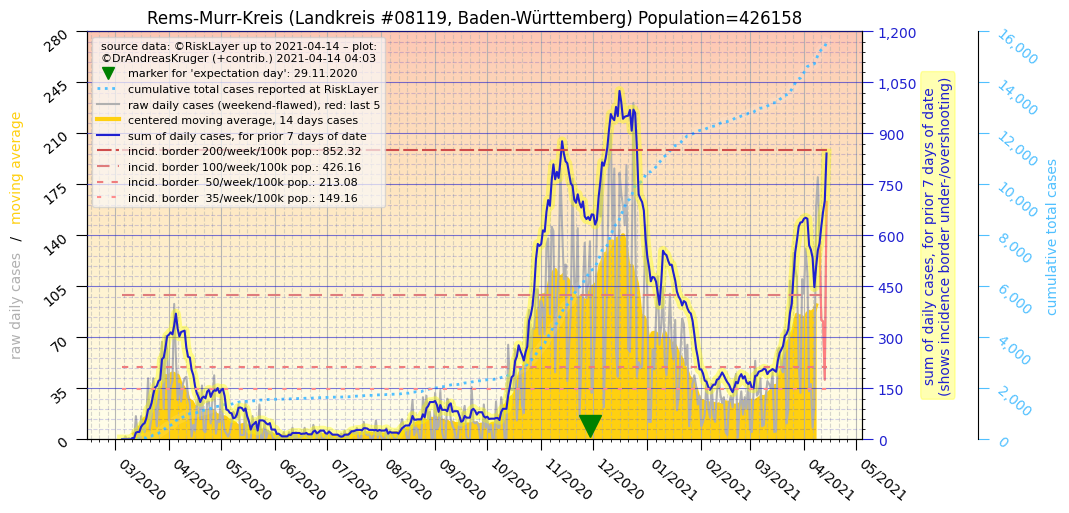 Rems-Murr-Kreis (Landkreis #08119, Baden-Württemberg) Population=426158
source data: ©RiskLayer up to 2021-04-14 – plot:
©DrAndreasKruger (+contrib.) 2021-04-14 04:03
marker for 'expectation day': 29.11.2020
cumulative total cases reported at RiskLayer
raw daily cases (weekend-flawed), red: last 5
centered moving average, 14 days cases
sum of daily cases, for prior 7 days of date
incid. border 200/week/100k pop.: 852.32
incid. border 100/week/100k pop.: 426.16
incid. border  50/week/100k pop.: 213.08
incid. border  35/week/100k pop.: 149.16
raw daily cases / moving average
280
245
210
175
140
105
70
35
0
03/2020
04/2020
05/2020
06/2020
07/2020
08/2020
09/2020
10/2020
11/2020
12/2020
01/2021
02/2021
03/2021
04/2021
05/2021
1,200
1,050
900
750
600
450
300
150
0
sum of daily cases, for prior 7 days of date
(shows incidence border under-/overshooting)
16,000
14,000
12,000
10,000
8,000
6,000
4,000
2,000
0
cumulative total cases